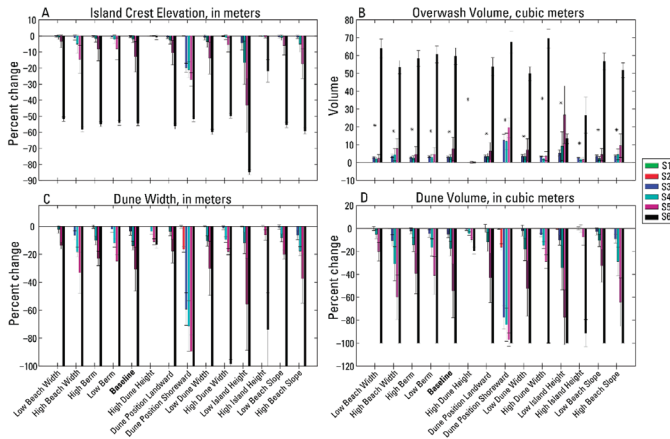 A
Island Crest Elevation, in meters
Percent change
10
0
-10
-20
-30
-40
-50
-60
-70
-80
-90
B
Overwash Volume, cubic meters
Volume
80
70
60
50
40
30
20
10
0
-10
S1
S2
S3
S4
S5
S6
C
Dune Width, in meters
Percent change
20
0
-20
-40
-60
-80
-100
Low Beach Width
High Beach Width
High Berm
Low Berm
Baseline
High Dune Height
Dune Position Landward
Dune Position Shoreward
Low Dune Width
High Dune Width
Low Island Height
High Island Height
Low Beach Slope
High Beach Slope
D
Dune Volume, in cubic meters
Percent change
20
0
-20
-40
-60
-80
-100
-120
Low Beach Width
High Beach Width
High Berm
Low Berm
Baseline
High Dune Height
Dune Position Landward
Dune Position Shoreward
Low Dune Width
High Dune Width
Low Island Height
High Island Height
Low Beach Slope
High Beach Slope